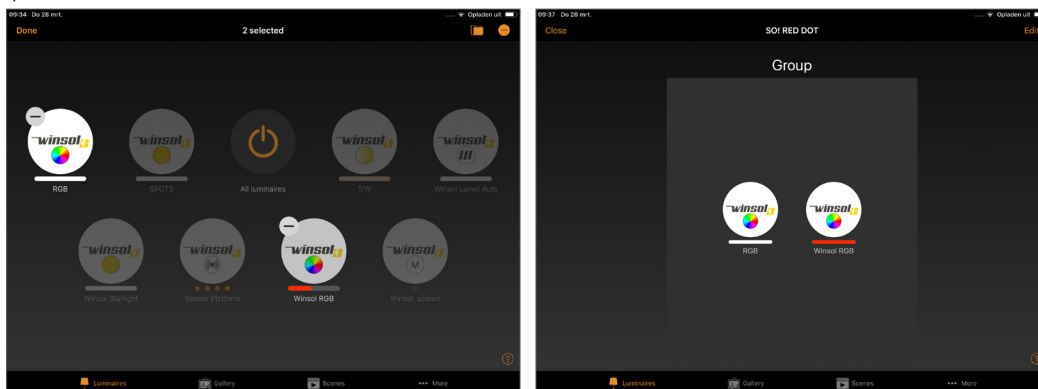 09:34 Do 28 mrt.
Opladen uit
Done
2 selected
winsol
winsol
winsol
winsol
RGB
SPOTS
All luminaires
T/W
Winsol Lamel Auto
winsol
winsol
winsol
winsol
M
Winsol Starlight
Sensor Platform
Winsol RGB
Winsol screen
?
Luminaires
Gallery
Scenes
More
09:37 Do 28 mrt.
Opladen uit
Close
SO! RED DOT
Edit
Group
winsol
winsol
RGB
Winsol RGB
?
Luminaires
Gallery
Scenes
More